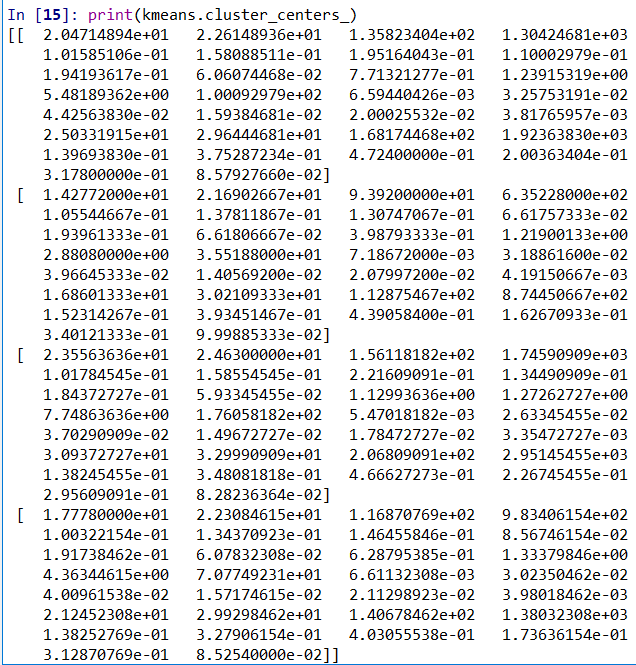 In [15]: print(kmeans.cluster_centers_)
[[ 2.04714894e+01 2.26148936e+01 1.35823404e+02 1.30424681e+03
1.01585106e-01 1.58088511e-01 1.95164043e-01 1.10002979e-01
1.94193617e-01 6.06074468e-02 7.71321277e-01 1.23915319e+00
5.48189362e+00 1.00092979e+02 6.59440426e-03 3.25753191e-02
4.42563830e-02 1.59384681e-02 2.00025532e-02 3.81765957e-03
2.50331915e+01 2.96444681e+01 1.68174468e+02 1.92363830e+03
1.39693830e-01 3.75287234e-01 4.72400000e-01 2.00363404e-01
3.17800000e-01 8.57927660e-02]
[ 1.42772000e+01 2.16902667e+01 9.39200000e+01 6.35228000e+02
1.05544667e-01 1.37811867e-01 1.30747067e-01 6.61757333e-02
1.93961333e-01 6.61806667e-02 3.98793333e-01 1.21900133e+00
2.88080000e+00 3.55188000e+01 7.18672000e-03 3.18861600e-02
3.96645333e-02 1.40569200e-02 2.07997200e-02 4.19150667e-03
1.68601333e+01 3.02109333e+01 1.12875467e+02 8.74450667e+02
1.52314267e-01 3.93451467e-01 4.39058400e-01 1.62670933e-01
3.40121333e-01 9.99885333e-02]
[ 2.35563636e+01 2.46300000e+01 1.56118182e+02 1.74590909e+03
1.01784545e-01 1.58554545e-01 2.21609091e-01 1.34490909e-01
1.84372727e-01 5.93345455e-02 1.12993636e+00 1.27262727e+00
7.74863636e+00 1.76058182e+02 5.47018182e-03 2.63345455e-02
3.70290909e-02 1.49672727e-02 1.78472727e-02 3.35472727e-03
3.09372727e+01 3.29990909e+01 2.06809091e+02 2.95145455e+03
1.38245455e-01 3.48081818e-01 4.66627273e-01 2.26745455e-01
2.95609091e-01 8.28236364e-02]
[ 1.77780000e+01 2.23084615e+01 1.16870769e+02 9.83406154e+02
1.00322154e-01 1.34370923e-01 1.46455846e-01 8.56746154e-02
1.91738462e-01 6.07832308e-02 6.28795385e-01 1.33379846e+00
4.36344615e+00 7.07749231e+01 6.61132308e-03 3.02350462e-02
4.00961538e-02 1.57174615e-02 2.11298923e-02 3.98018462e-03
2.12452308e+01 2.99298462e+01 1.40678462e+02 1.38032308e+03
1.38252769e-01 3.27906154e-01 4.03055538e-01 1.73636154e-01
3.12870769e-01 8.52540000e-02]]